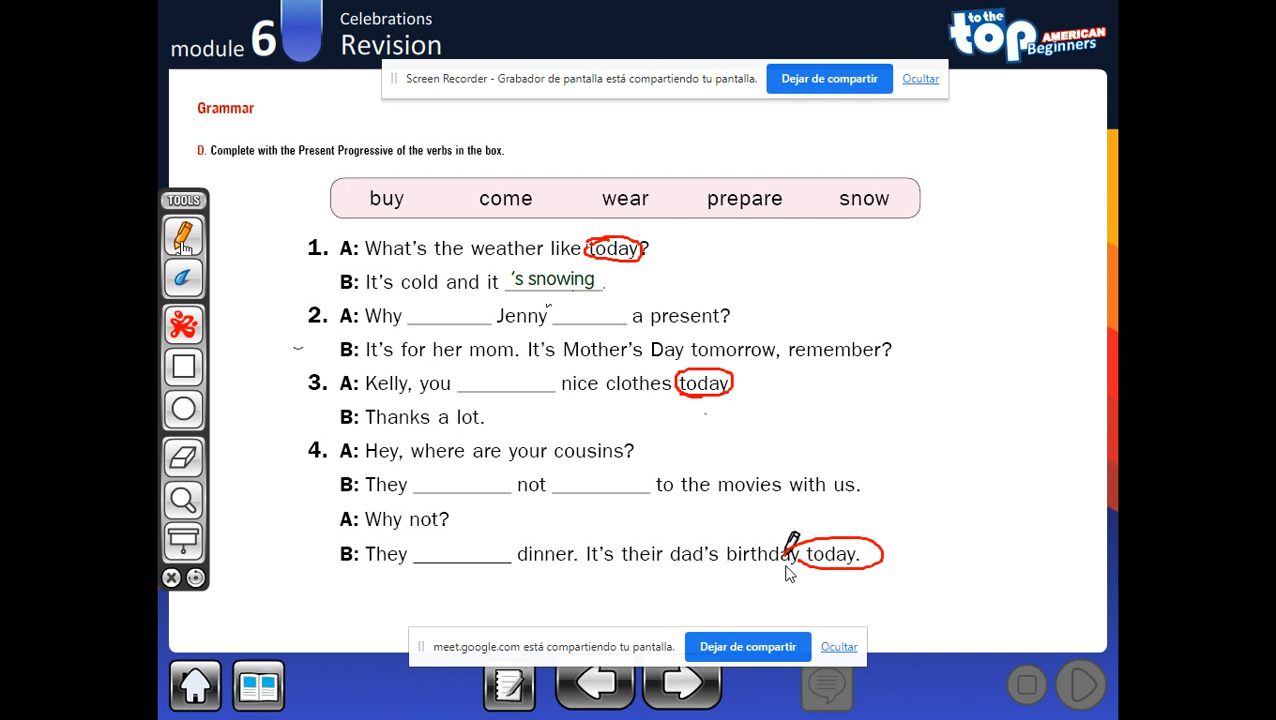 module 6
Celebrations
Revision
to the
top AMERICAN
Beginners
Screen Recorder - Grabador de pantalla está compartiendo tu pantalla. Dejar de compartir Ocultar
Grammar
D. Complete with the Present Progressive of the verbs in the box.
TOOLS
buy come wear prepare snow
1. A: What's the weather like today?
B: It's cold and it 's snowing.
2. A: Why ________ Jenny ________ a present?
B: It's for her mom. It's Mother's Day tomorrow, remember?
3. A: Kelly, you ________ nice clothes today
B: Thanks a lot.
4. A: Hey, where are your cousins?
B: They ________ not ________ to the movies with us.
A: Why not?
B: They ________ dinner. It's their dad's birthday today.
meet.google.com está compartiendo tu pantalla. Dejar de compartir Ocultar